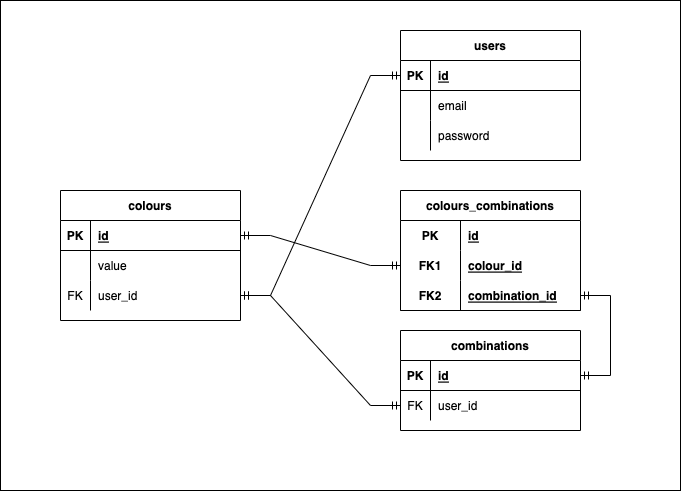 users
PK id
email
password
colours
PK id
value
FK user_id
colours_combinations
PK id
FK1 colour_id
FK2 combination_id
combinations
PK id
FK user_id